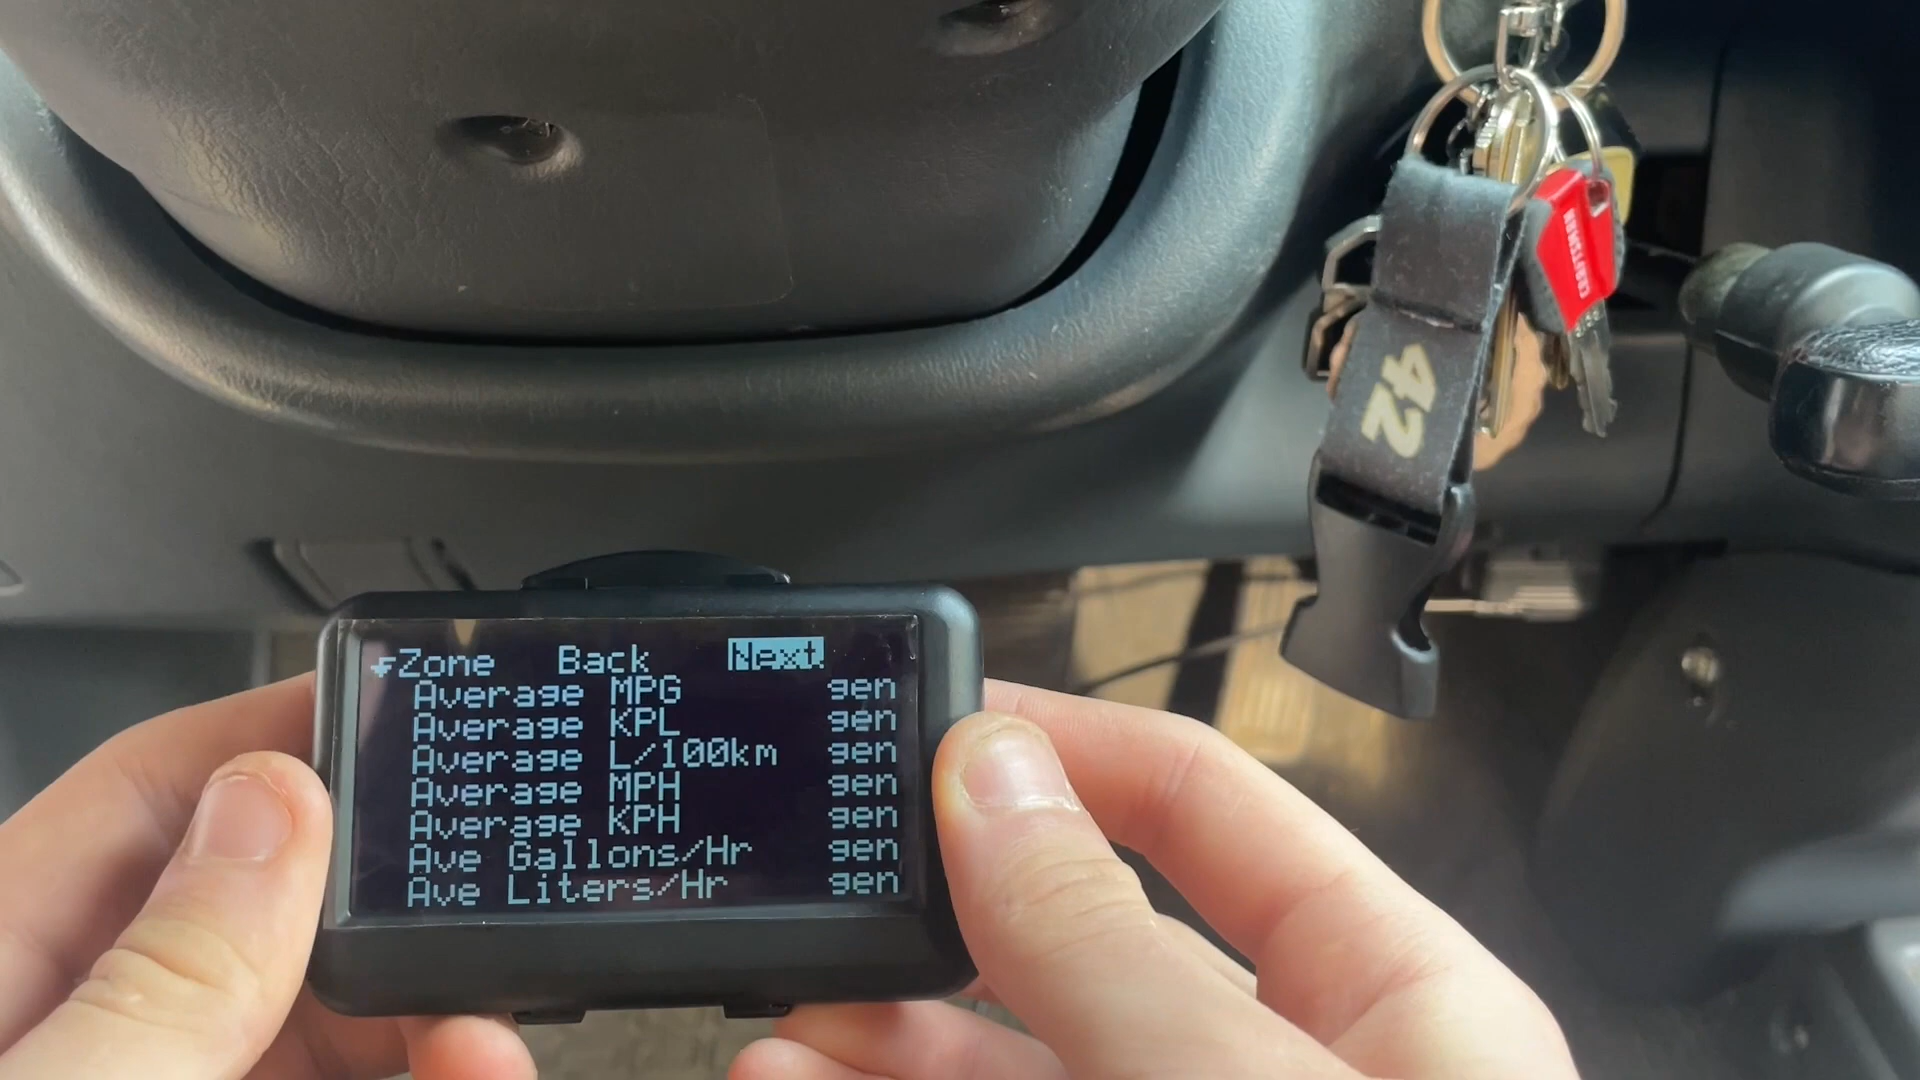 Zone Back Next
Average MPG gen
Average KPL gen
Average L/100km gen
Average MPH gen
Average KPH gen
Ave Gallons/Hr gen
Ave Liters/Hr gen
42
CRAFTSMAN